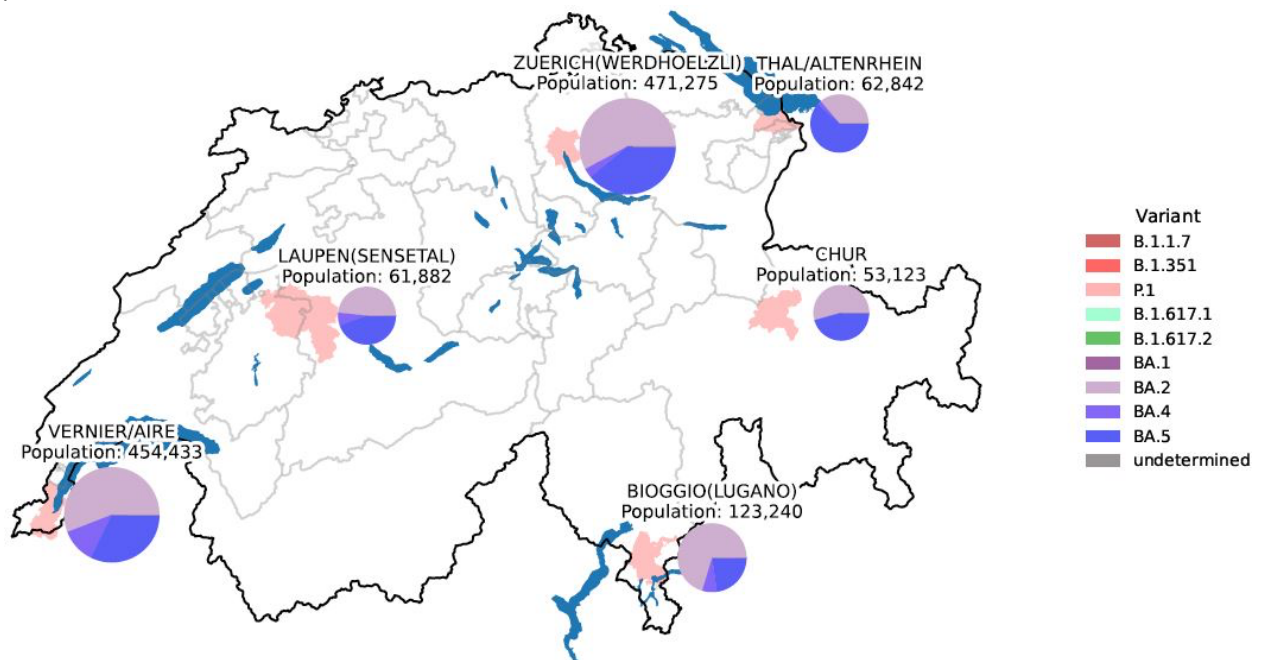 ZUERICH(WERDHOELZLI)
Population: 471,275
THAL/ALTENRHEIN
Population: 62,842
LAUPEN(SENSETAL)
Population: 61,882
CHUR
Population: 53,123
VERNIER/AIRE
Population: 454,433
BIOGGIO(LUGANO)
Population: 123,240
Variant
B.1.1.7
B.1.351
P.1
B.1.617.1
B.1.617.2
BA.1
BA.2
BA.4
BA.5
undetermined